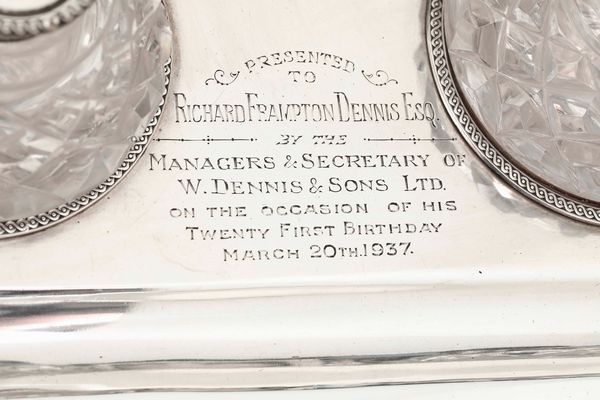 PRESENTED
TO
RICHARD FRAMPTON DENNIS ESQ.
BY THE
MANAGERS & SECRETARY OF
W. DENNIS & SONS LTD.
ON THE OCCASION OF HIS
TWENTY FIRST BIRTHDAY
MARCH 20TH. 1937.